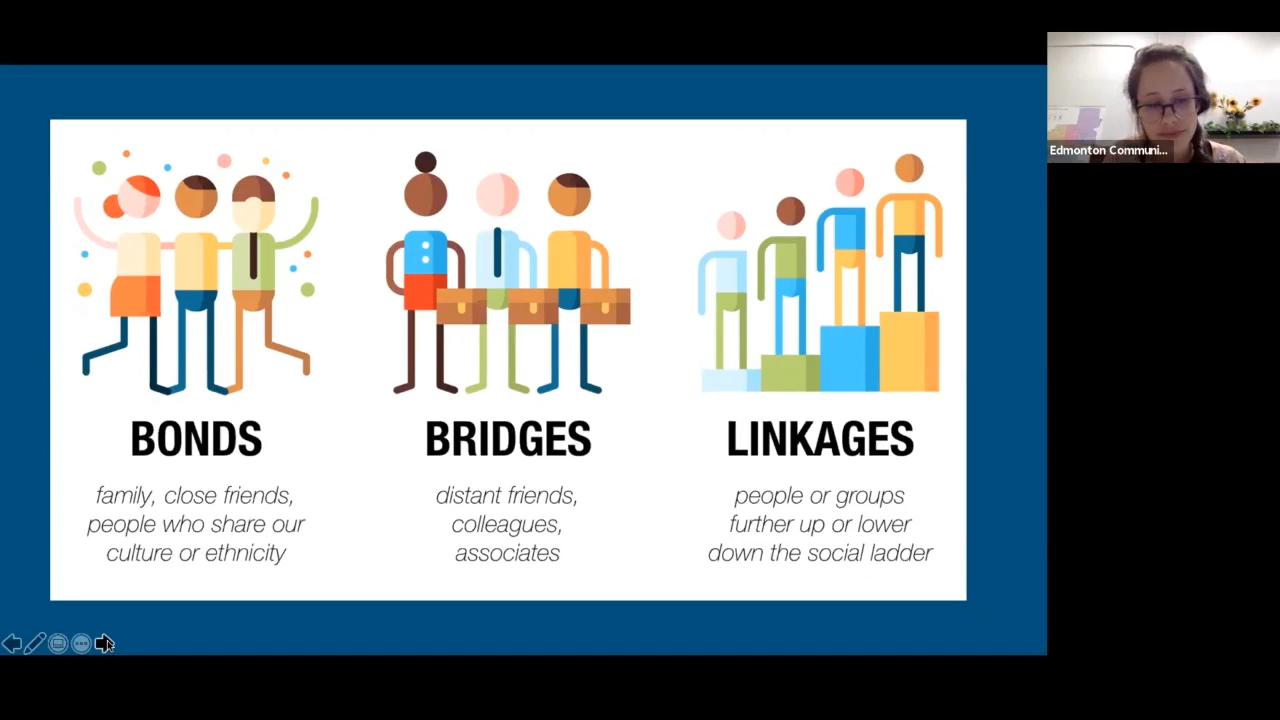 Edmonton Communi...
BONDS
family, close friends,
people who share our
culture or ethnicity
BRIDGES
distant friends,
colleagues,
associates
LINKAGES
people or groups
further up or lower
down the social ladder